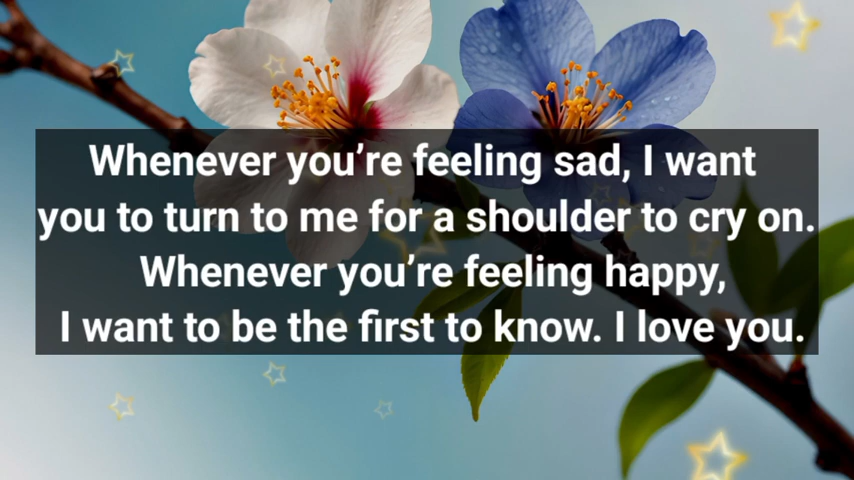 Whenever you’re feeling sad, I want
you to turn to me for a shoulder to cry on.
Whenever you’re feeling happy,
I want to be the first to know. I love you.